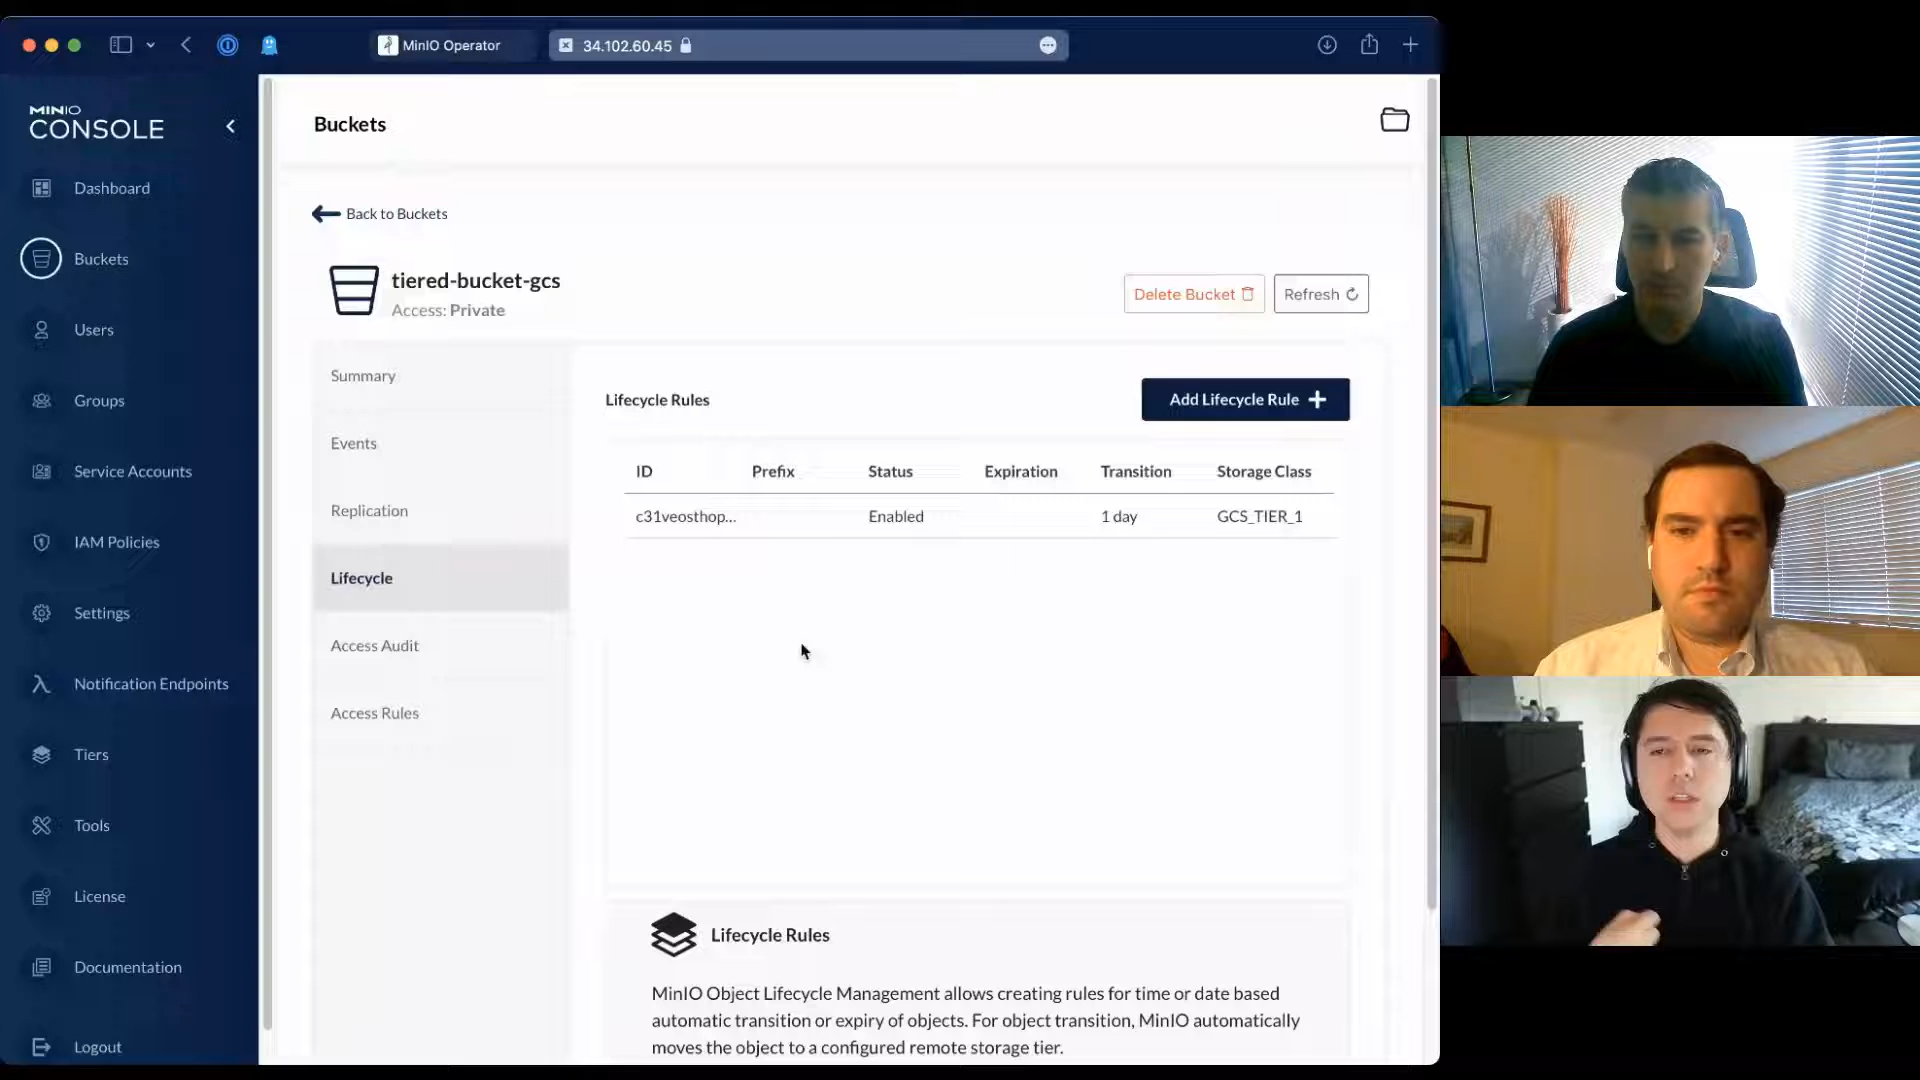 MinIO Operator
34.102.60.45
MINIO
CONSOLE
Dashboard
Buckets
Users
Groups
Service Accounts
IAM Policies
Settings
Notification Endpoints
Tiers
Tools
License
Documentation
Logout
Buckets
Back to Buckets
tiered-bucket-gcs
Access: Private
Delete Bucket
Refresh
Summary
Events
Replication
Lifecycle
Access Audit
Access Rules
Lifecycle Rules
Add Lifecycle Rule +
ID Prefix Status Expiration Transition Storage Class
c31veosthop... Enabled 1 day GCS_TIER_1
Lifecycle Rules
MinIO Object Lifecycle Management allows creating rules for time or date based
automatic transition or expiry of objects. For object transition, MinIO automatically
moves the object to a configured remote storage tier.